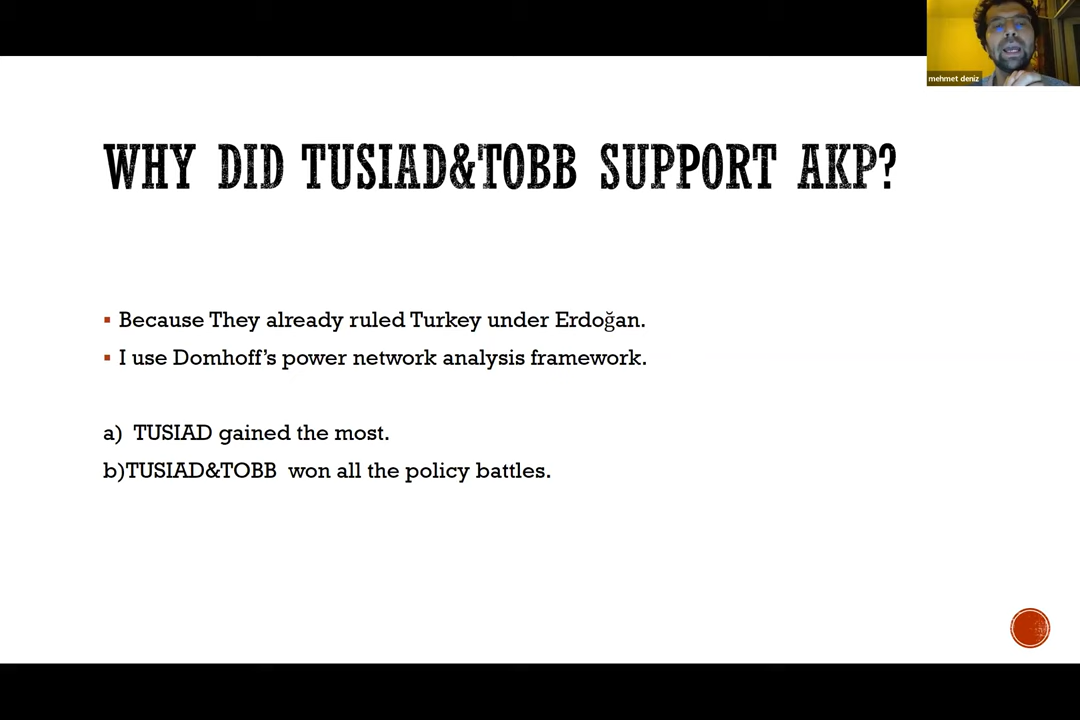 mehmet deniz
WHY DID TUSIAD&TOBB SUPPORT AKP?
▪ Because They already ruled Turkey under Erdoğan.
▪ I use Domhoff's power network analysis framework.
a) TUSIAD gained the most.
b)TUSIAD&TOBB won all the policy battles.